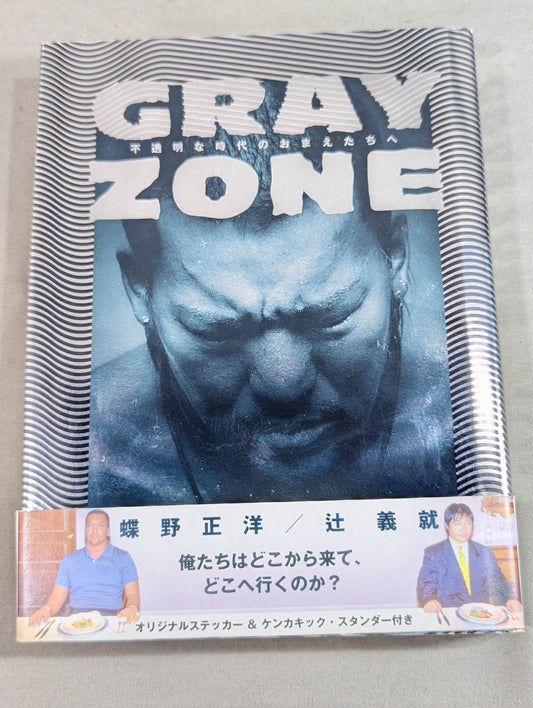 GRAY
不透明な時代のおまえたちへ
ZONE
蝶野正洋／辻義就
俺たちはどこから来て、
どこへ行くのか？
オリジナルステッカー & ケンカキック・スタンダー付き